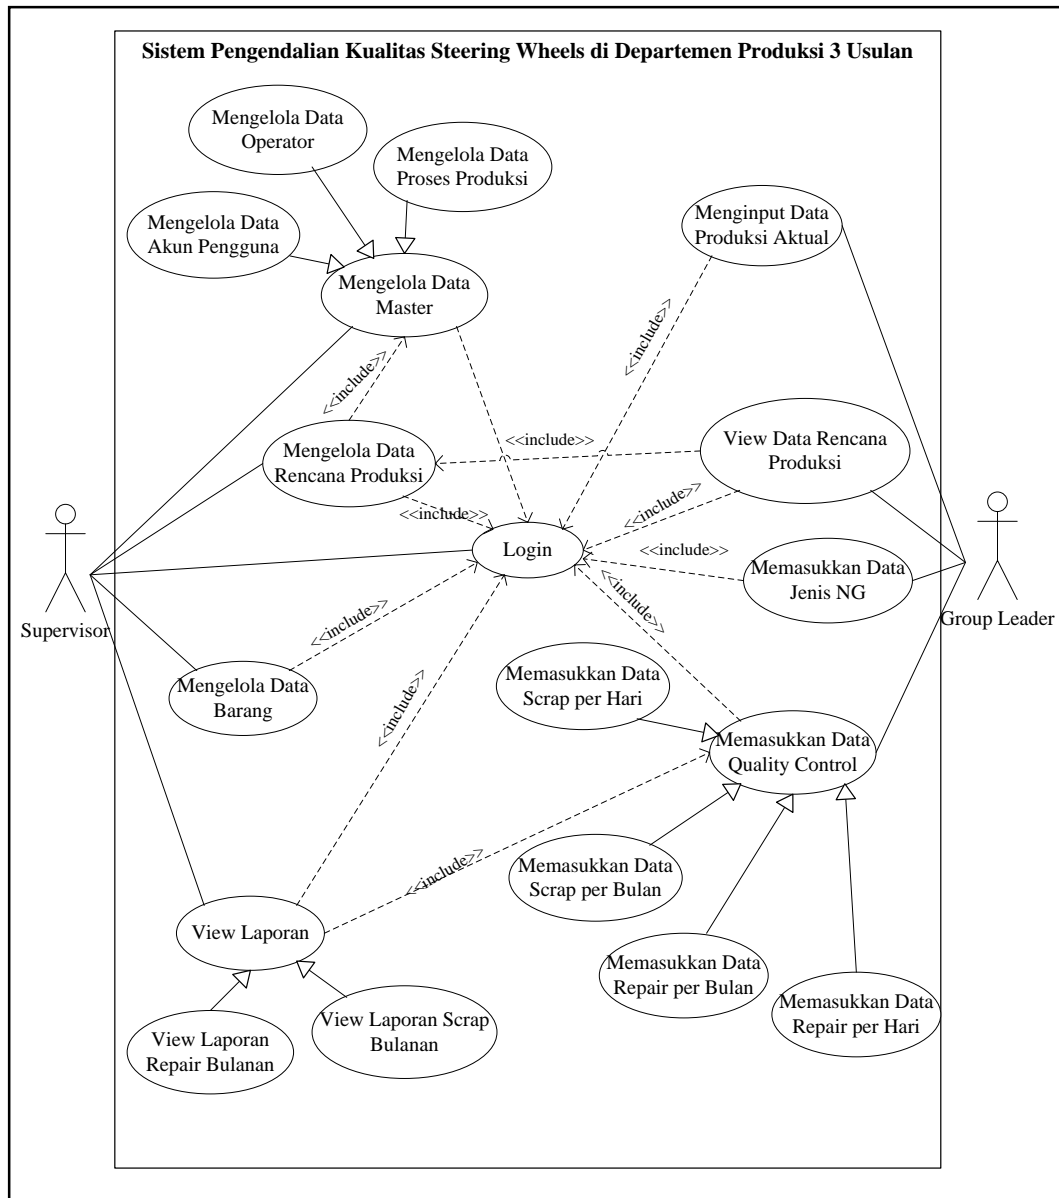 Sistem Pengendalian Kualitas Steering Wheels di Departemen Produksi 3 Usulan
Mengelola Data
Operator
Mengelola Data
Proses Produksi
Mengelola Data
Akun Pengguna
Menginput Data
Produksi Aktual
Mengelola Data
Master
<<include>>
<<include>>
Mengelola Data
Rencana Produksi
<<include>>
View Data Rencana
Produksi
<<include>>
<<include>>
Login
<<include>>
Memasukkan Data
Jenis NG
Supervisor
Group Leader
<<include>>
<<include>>
Mengelola Data
Barang
Memasukkan Data
Scrap per Hari
<<include>>
Memasukkan Data
Quality Control
<<include>>
Memasukkan Data
Scrap per Bulan
View Laporan
Memasukkan Data
Repair per Bulan
Memasukkan Data
Repair per Hari
View Laporan Scrap
Bulanan
View Laporan
Repair Bulanan